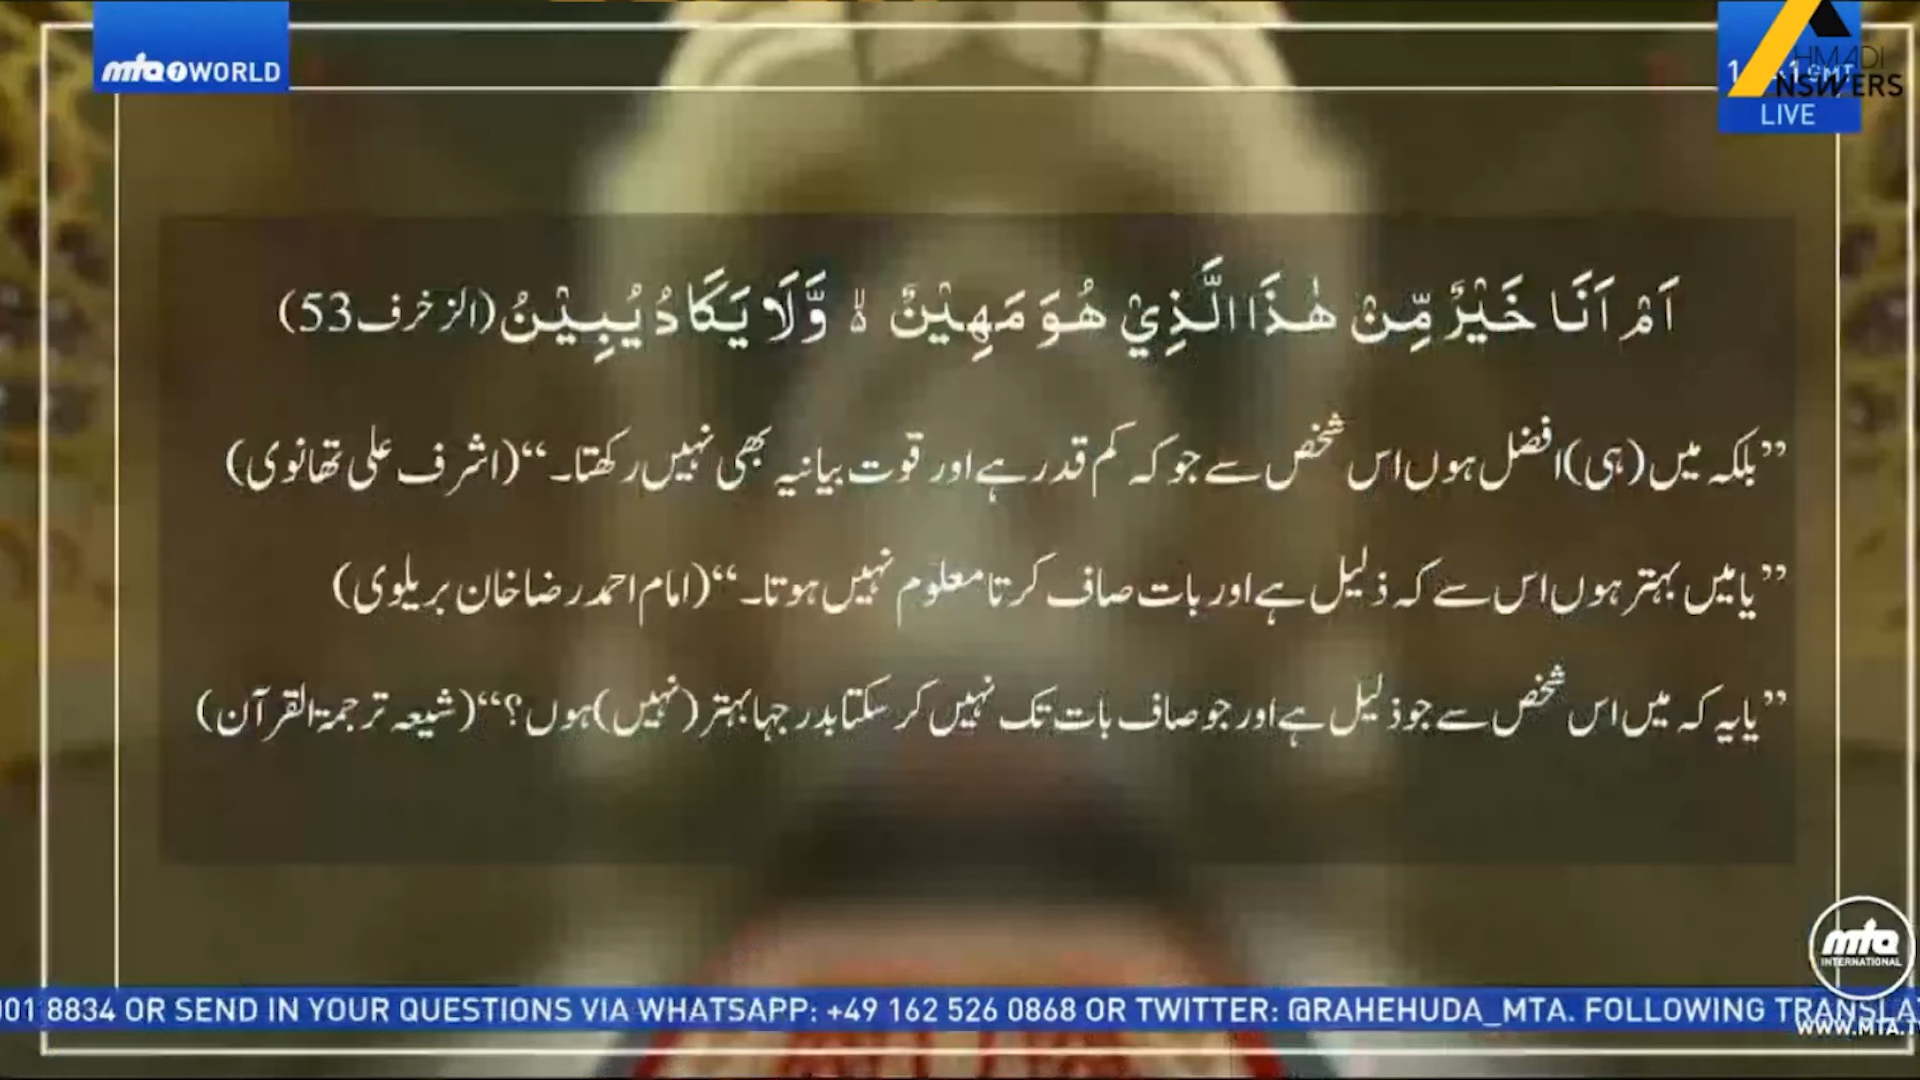 mta 1 WORLD
AHMADI
ANSWERS
LIVE
اَمْ اَنَا خَيْرٌ مِّنْ هٰذَا الَّذِيْ هُوَ مَهِيْنٌ ۙ۬ وَّلَا يَكَادُ يُبِيْنُ (الزخرف 53)
”بلکہ میں (ہی) افضل ہوں اس شخص سے جو کہ کم قدر ہے اور قوت بیانیہ بھی نہیں رکھتا۔“ (اشرف علی تھانوی)
”یا میں بہتر ہوں اس سے کہ ذلیل ہے اور بات صاف کرتا معلوم نہیں ہوتا۔“ (امام احمد رضا خان بریلوی)
”یا یہ کہ میں اس شخص سے جو ذلیل ہے اور جو صاف بات تک نہیں کر سکتا بدرجہا بہتر (نہیں) ہوں؟“ (شیعہ ترجمۃ القرآن)
mta
INTERNATIONAL
001 8834 OR SEND IN YOUR QUESTIONS VIA WHATSAPP: +49 162 526 0868 OR TWITTER: @RAHEHUDA_MTA. FOLLOWING TRANSLA
WWW.MTA.T